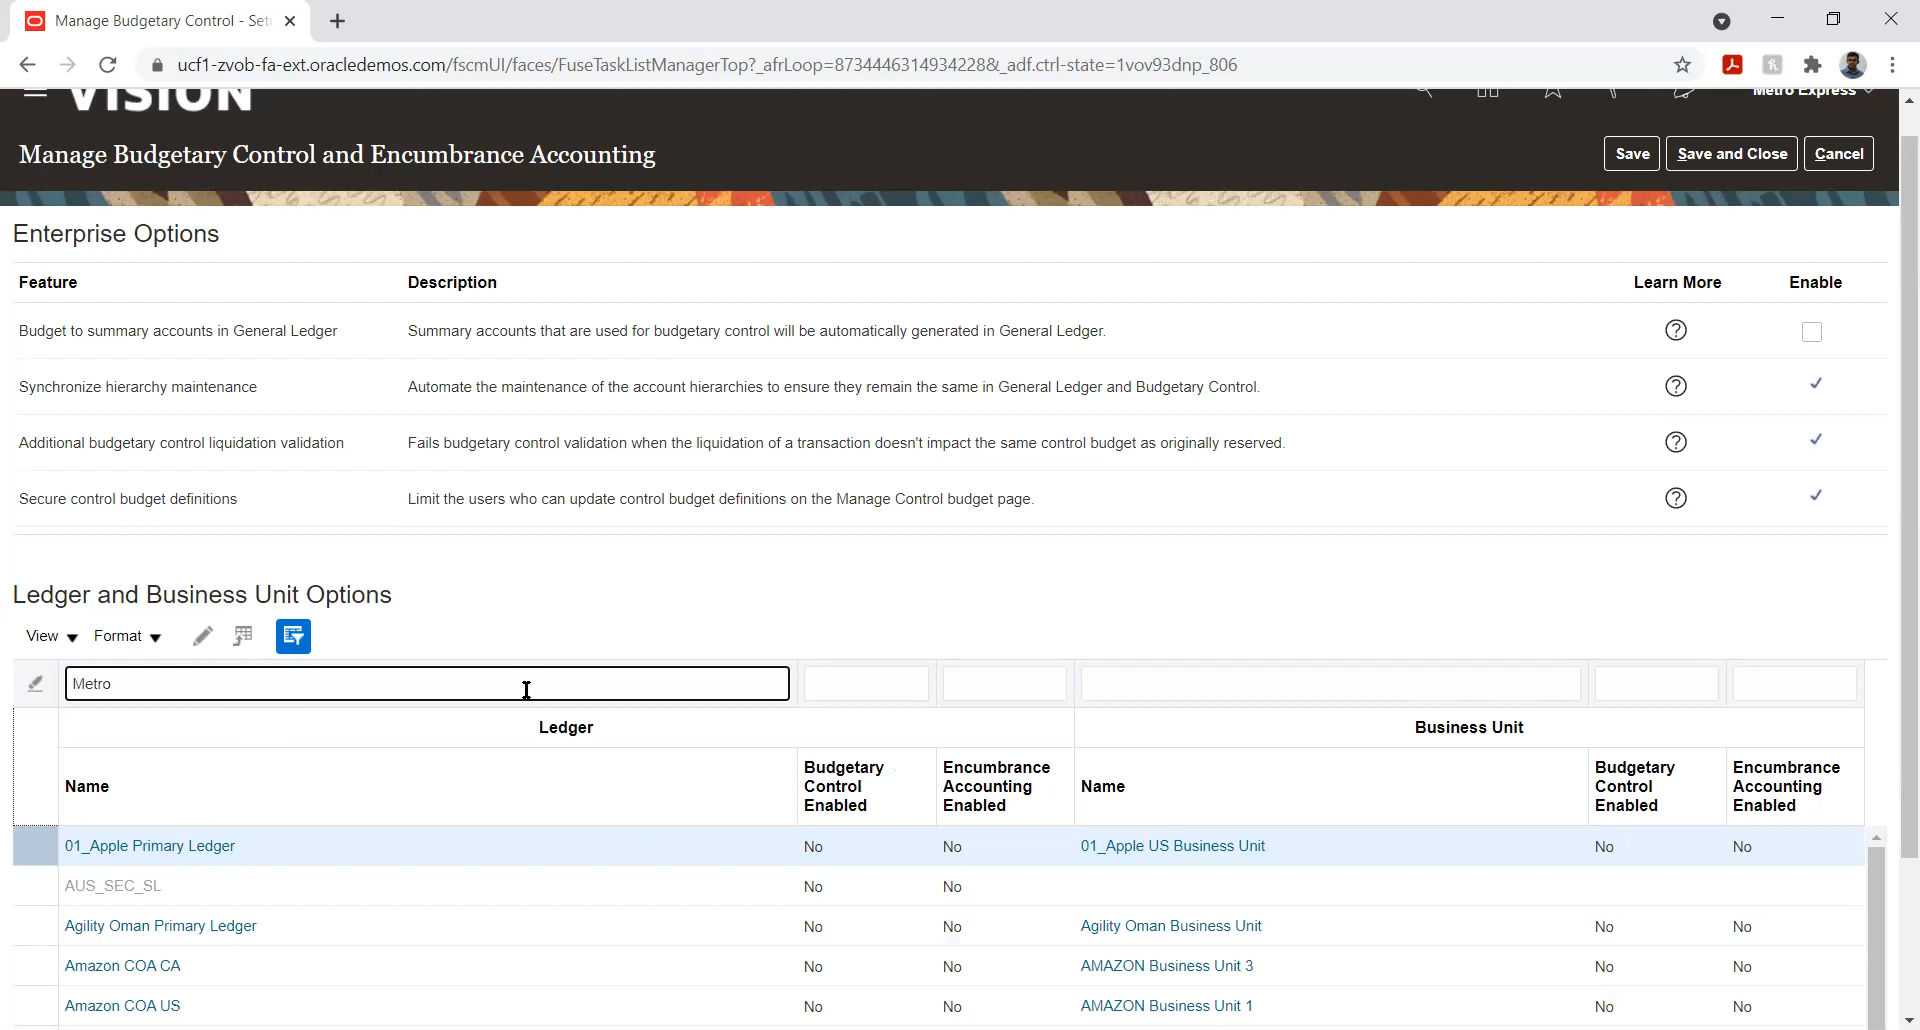 Manage Budgetary Control - Set
ucf1-zvob-fa-ext.oracledemos.com/fscmUI/faces/FuseTaskListManagerTop?_afrLoop=8734446314934228&_adf.ctrl-state=1vov93dnp_806
VISION
Metro Express
Manage Budgetary Control and Encumbrance Accounting
Save Save and Close Cancel
Enterprise Options
Feature Description Learn More Enable
Budget to summary accounts in General Ledger Summary accounts that are used for budgetary control will be automatically generated in General Ledger.
Synchronize hierarchy maintenance Automate the maintenance of the account hierarchies to ensure they remain the same in General Ledger and Budgetary Control.
Additional budgetary control liquidation validation Fails budgetary control validation when the liquidation of a transaction doesn't impact the same control budget as originally reserved.
Secure control budget definitions Limit the users who can update control budget definitions on the Manage Control budget page.
Ledger and Business Unit Options
View Format
Metro
Ledger Business Unit
Name Budgetary Control Enabled Encumbrance Accounting Enabled Name Budgetary Control Enabled Encumbrance Accounting Enabled
01_Apple Primary Ledger No No 01_Apple US Business Unit No No
AUS_SEC_SL No No
Agility Oman Primary Ledger No No Agility Oman Business Unit No No
Amazon COA CA No No AMAZON Business Unit 3 No No
Amazon COA US No No AMAZON Business Unit 1 No No